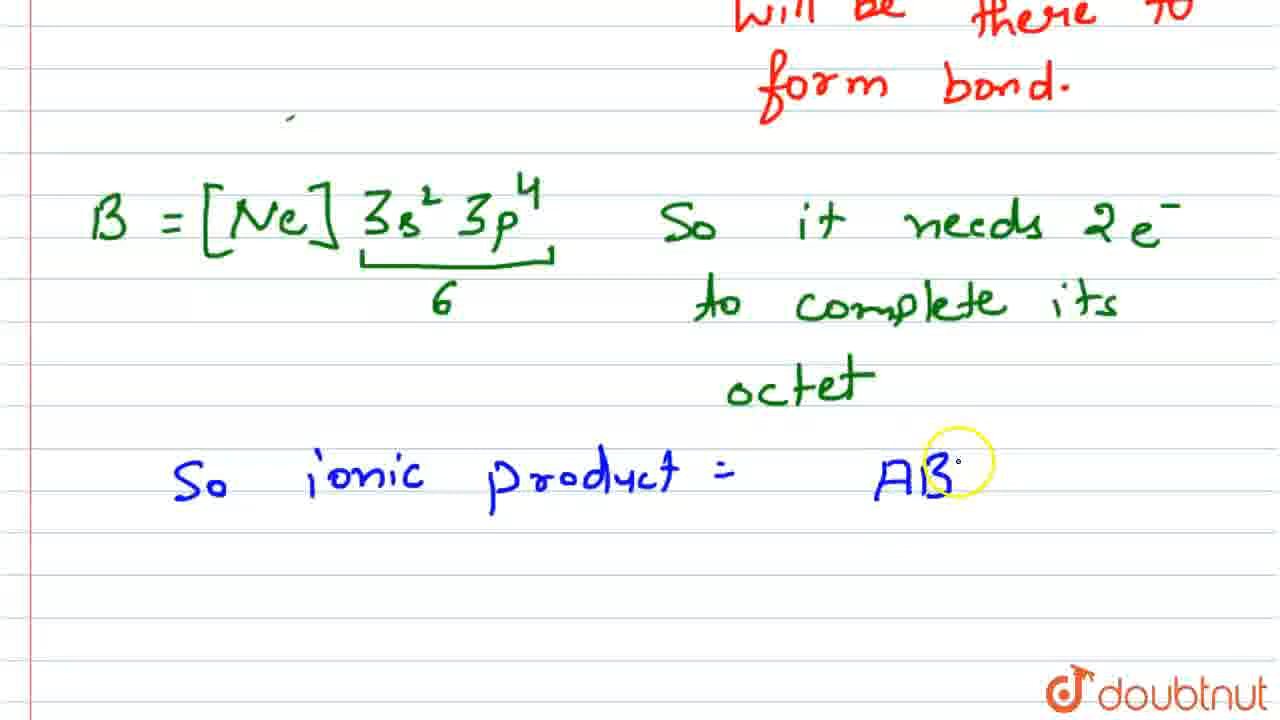 will be there to
form bond.
B = [Ne] 3s² 3p⁴ So it needs 2e⁻
6 to complete its
octet
So ionic product = AB
doubtnut